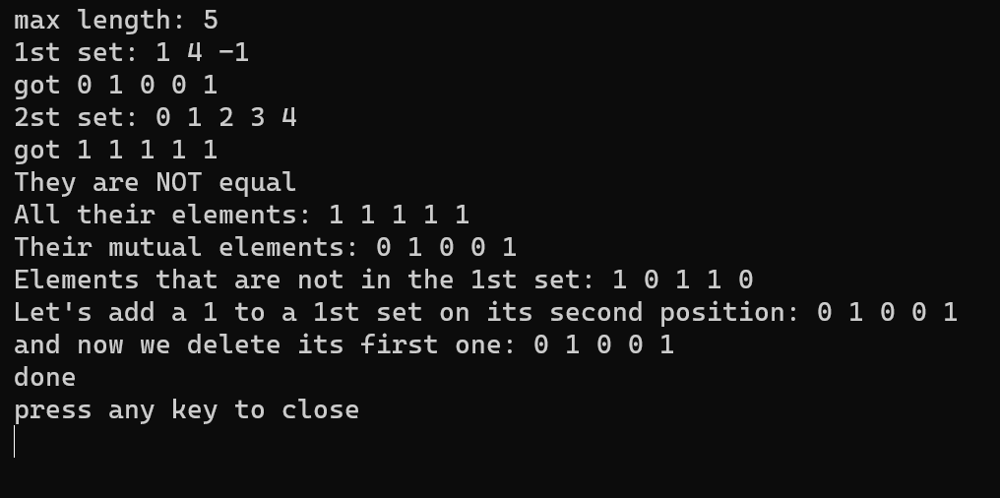 max length: 5
1st set: 1 4 -1
got 0 1 0 0 1
2st set: 0 1 2 3 4
got 1 1 1 1 1
They are NOT equal
All their elements: 1 1 1 1 1
Their mutual elements: 0 1 0 0 1
Elements that are not in the 1st set: 1 0 1 1 0
Let's add a 1 to a 1st set on its second position: 0 1 0 0 1
and now we delete its first one: 0 1 0 0 1
done
press any key to close